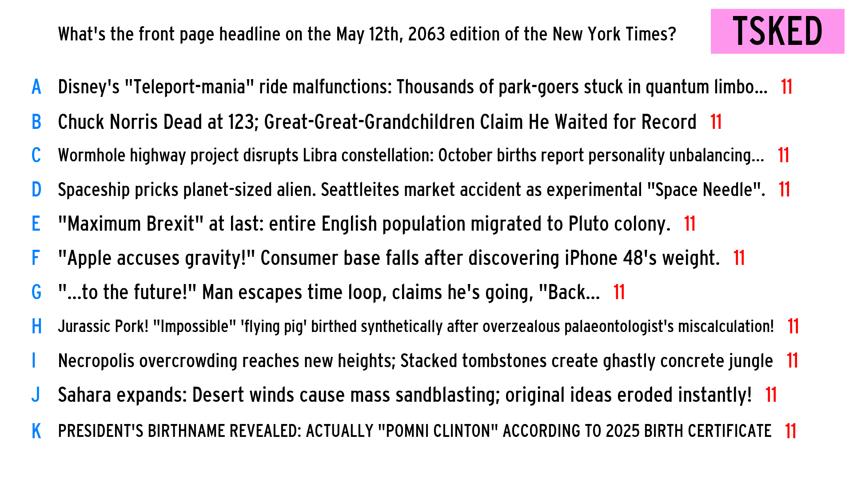 What's the front page headline on the May 12th, 2063 edition of the New York Times?
TSKED
A Disney's "Teleport-mania" ride malfunctions: Thousands of park-goers stuck in quantum limbo... 11
B Chuck Norris Dead at 123; Great-Great-Grandchildren Claim He Waited for Record 11
C Wormhole highway project disrupts Libra constellation: October births report personality unbalancing... 11
D Spaceship pricks planet-sized alien. Seattleites market accident as experimental "Space Needle". 11
E "Maximum Brexit" at last: entire English population migrated to Pluto colony. 11
F "Apple accuses gravity!" Consumer base falls after discovering iPhone 48's weight. 11
G "...to the future!" Man escapes time loop, claims he's going, "Back... 11
H Jurassic Pork! "Impossible" 'flying pig' birthed synthetically after overzealous palaeontologist's miscalculation! 11
I Necropolis overcrowding reaches new heights; Stacked tombstones create ghastly concrete jungle 11
J Sahara expands: Desert winds cause mass sandblasting; original ideas eroded instantly! 11
K PRESIDENT'S BIRTHNAME REVEALED: ACTUALLY "POMNI CLINTON" ACCORDING TO 2025 BIRTH CERTIFICATE 11